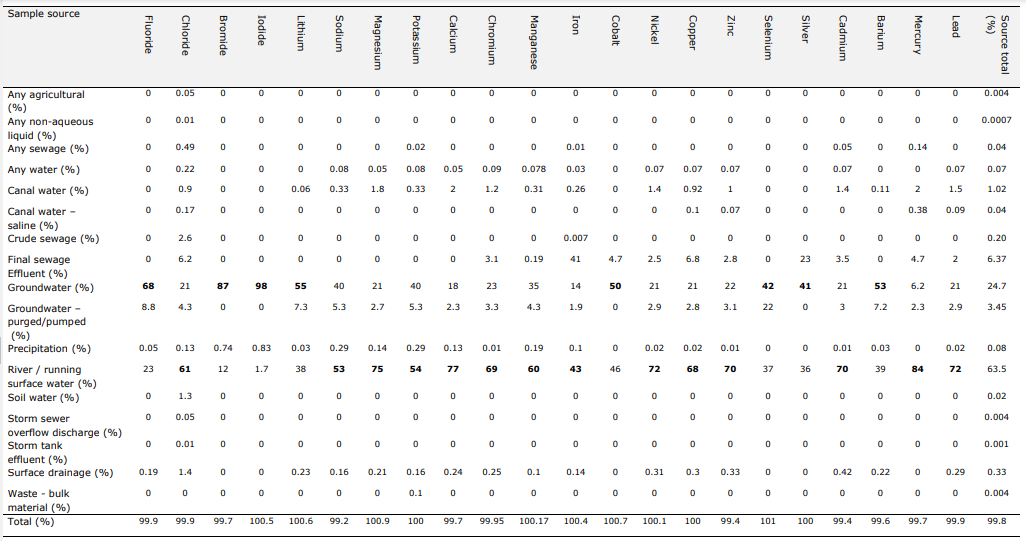 Sample source Fluoride Chloride Bromide Iodide Lithium Sodium Magnesium Potassium Calcium Chromium Manganese Iron Cobalt Nickel Copper Zinc Selenium Silver Cadmium Barium Mercury Lead Source total (%)
Any agricultural 0 0.05 0 0 0 0 0 0 0 0 0 0 0 0 0 0 0 0 0 0 0 0 0.004
(%)
Any non-aqueous 0 0.01 0 0 0 0 0 0 0 0 0 0 0 0 0 0 0 0 0 0 0 0 0.0007
liquid (%)
Any sewage (%) 0 0.49 0 0 0 0 0 0.02 0 0 0 0.01 0 0 0 0 0 0 0.05 0 0.14 0 0.04
Any water (%) 0 0.22 0 0 0 0.08 0.05 0.08 0.05 0.09 0.078 0.03 0 0.07 0.07 0.07 0 0 0.07 0 0 0.07 0.07
Canal water (%) 0 0.9 0 0 0.06 0.33 1.8 0.33 2 1.2 0.31 0.26 0 1.4 0.92 1 0 0 1.4 0.11 2 1.5 1.02
Canal water – 0 0.17 0 0 0 0 0 0 0 0 0 0 0 0 0.1 0.07 0 0 0 0 0.38 0.09 0.04
saline (%)
Crude sewage (%) 0 2.6 0 0 0 0 0 0 0 0 0 0.007 0 0 0 0 0 0 0 0 0 0 0.20
Final sewage 0 6.2 0 0 0 0 0 0 0 3.1 0.19 41 4.7 2.5 6.8 2.8 0 23 3.5 0 4.7 2 6.37
Effluent (%)
Groundwater (%) 68 21 87 98 55 40 21 40 18 23 35 14 50 21 21 22 42 41 21 53 6.2 21 24.7
Groundwater – 8.8 4.3 0 0 7.3 5.3 2.7 5.3 2.3 3.3 4.3 1.9 0 2.9 2.8 3.1 22 0 3 7.2 2.3 2.9 3.45
purged/pumped
(%)
Precipitation (%) 0.05 0.13 0.74 0.83 0.03 0.29 0.14 0.29 0.13 0.01 0.19 0.1 0 0.02 0.02 0.01 0 0 0.01 0.03 0 0.02 0.08
River / running 23 61 12 1.7 38 53 75 54 77 69 60 43 46 72 68 70 37 36 70 39 84 72 63.5
surface water (%)
Soil water (%) 0 1.3 0 0 0 0 0 0 0 0 0 0 0 0 0 0 0 0 0 0 0 0 0.02
Storm sewer 0 0.05 0 0 0 0 0 0 0 0 0 0 0 0 0 0 0 0 0 0 0 0 0.004
overflow discharge (%)
Storm tank 0 0.01 0 0 0 0 0 0 0 0 0 0 0 0 0 0 0 0 0 0 0 0 0.001
effluent (%)
Surface drainage (%) 0.19 1.4 0 0 0.23 0.16 0.21 0.16 0.24 0.25 0.1 0.14 0 0.31 0.3 0.33 0 0 0.42 0.22 0 0.29 0.33
Waste - bulk 0 0 0 0 0 0 0 0.1 0 0 0 0 0 0 0 0 0 0 0 0 0 0 0.004
material (%)
Total (%) 99.9 99.9 99.7 100.5 100.6 99.2 100.9 100 99.7 99.95 100.17 100.4 100.7 100.1 100 99.4 101 100 99.4 99.6 99.7 99.9 99.8